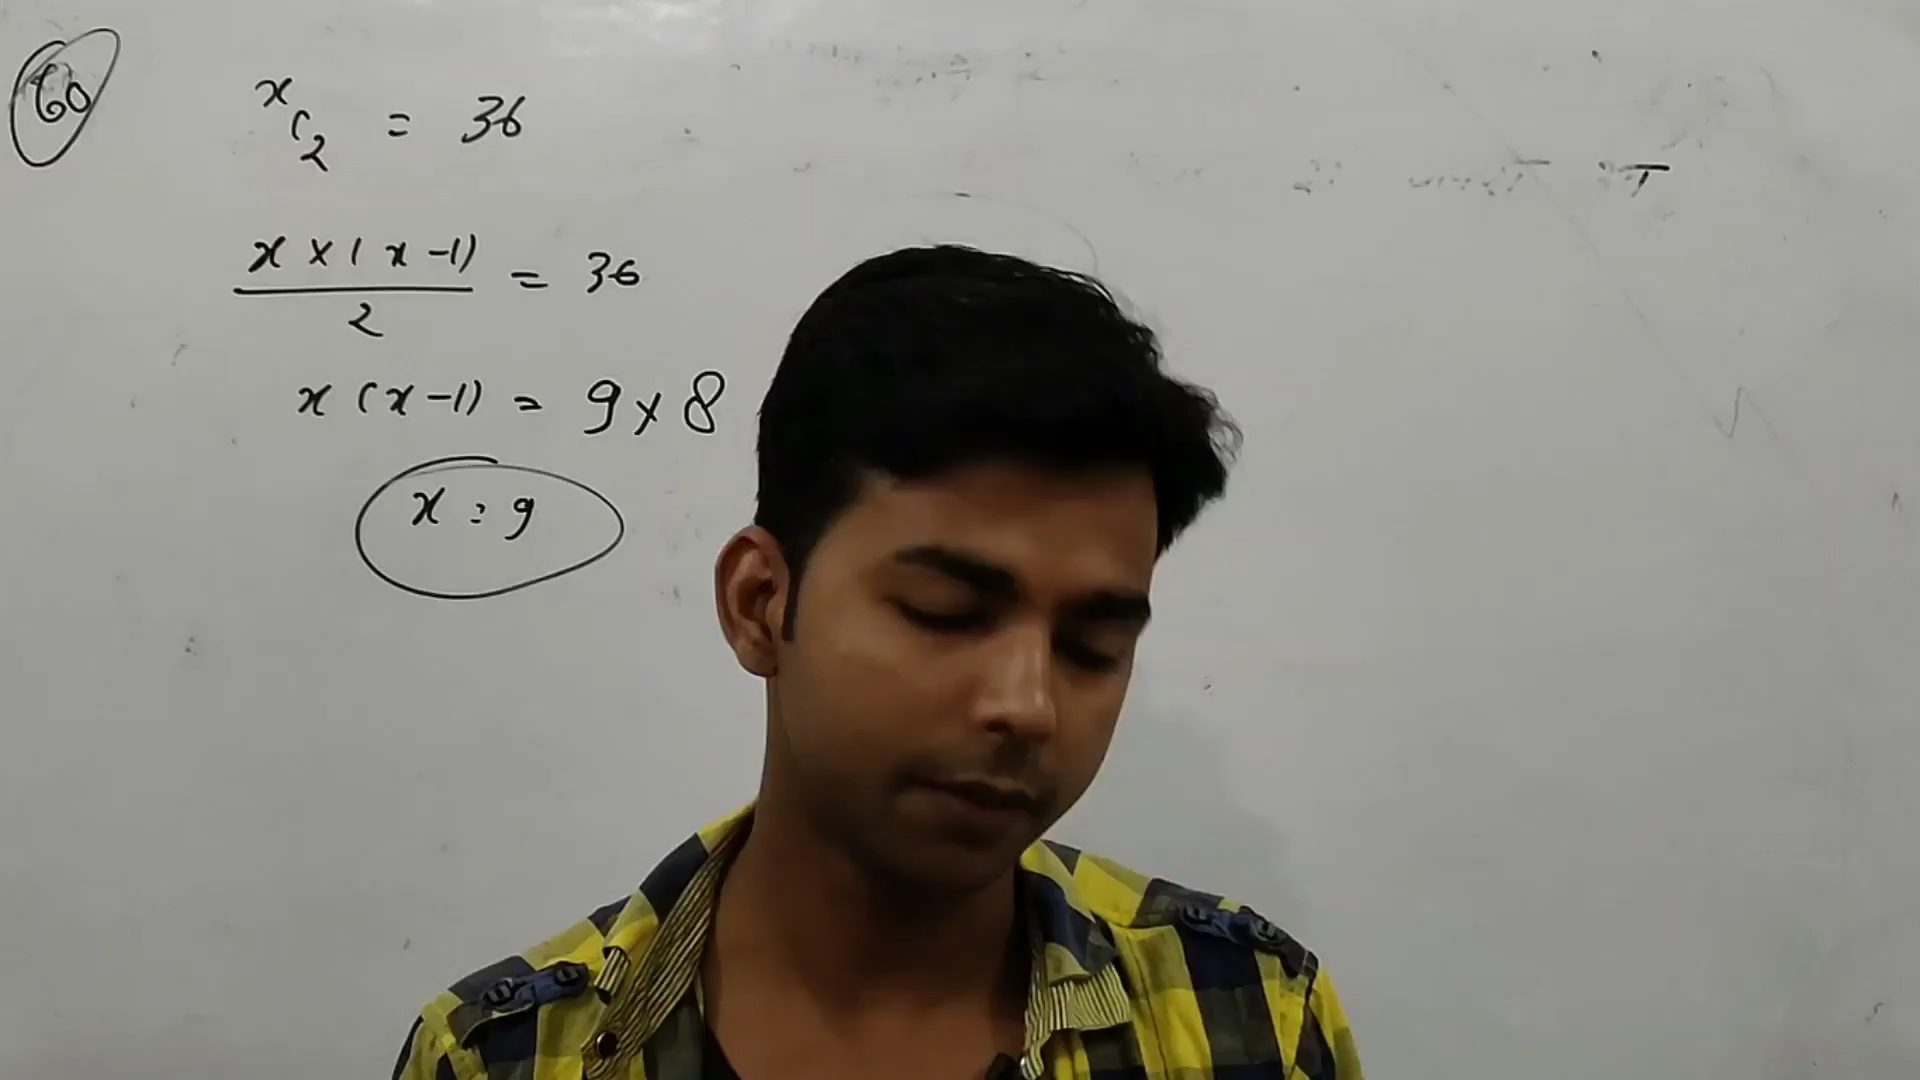 60
xC2 = 36
x × (x - 1) / 2 = 36
x (x - 1) = 9 × 8
x = 9